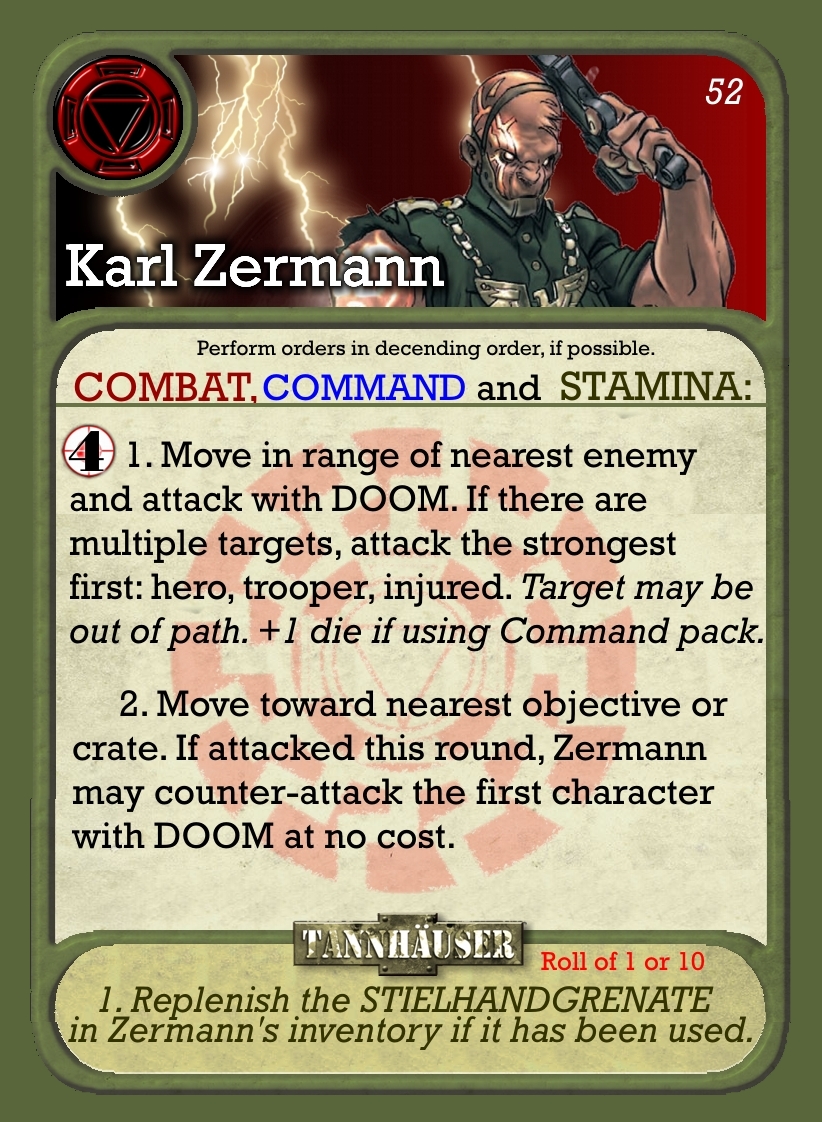 52
Karl Zermann
Perform orders in decending order, if possible.
COMBAT, COMMAND and STAMINA:
4 1. Move in range of nearest enemy
and attack with DOOM. If there are
multiple targets, attack the strongest
first: hero, trooper, injured. Target may be
out of path. +1 die if using Command pack.
2. Move toward nearest objective or
crate. If attacked this round, Zermann
may counter-attack the first character
with DOOM at no cost.
TANNHÄUSER
Roll of 1 or 10
1. Replenish the STIELHANDGRENATE
in Zermann's inventory if it has been used.